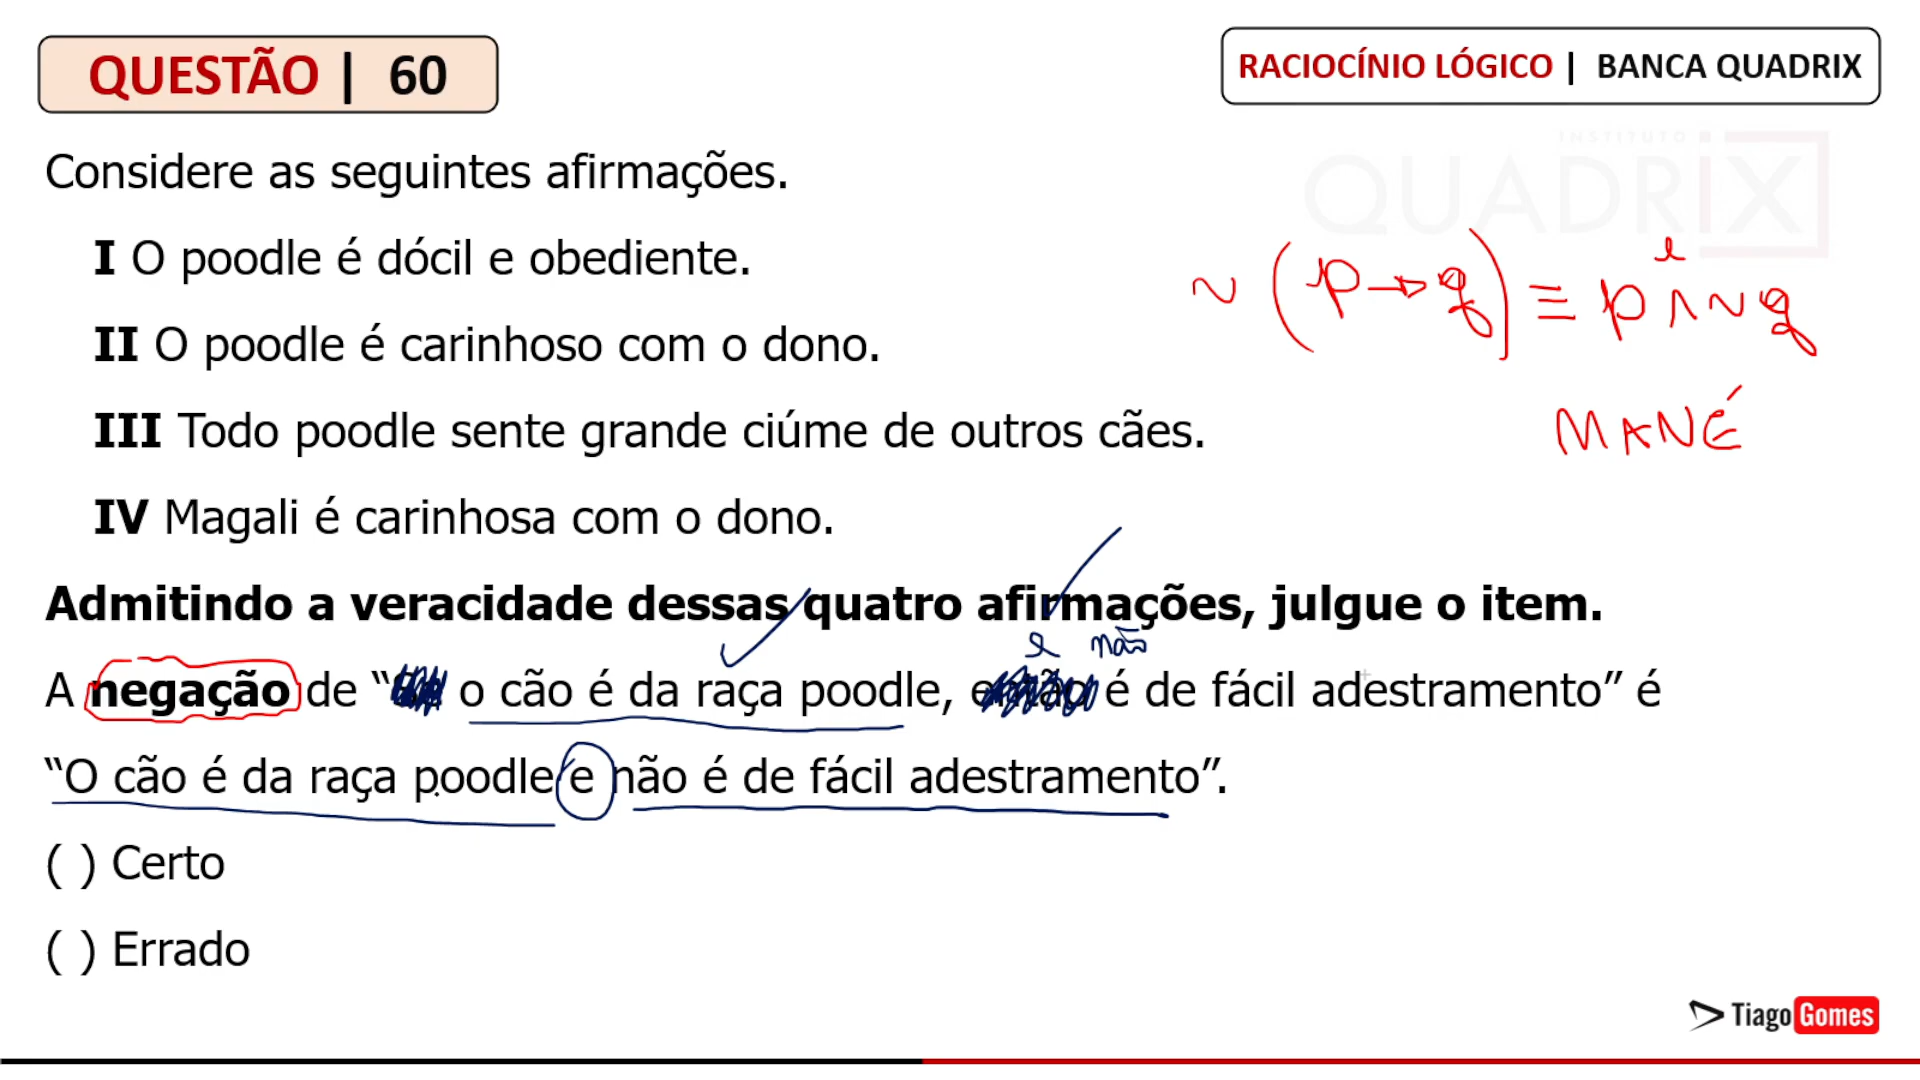 QUESTÃO | 60
RACIOCÍNIO LÓGICO | BANCA QUADRIX
INSTITUTO
QUADRIX
Considere as seguintes afirmações.
I O poodle é dócil e obediente.
~(p→q) ≡ p ∧ ~q
e
II O poodle é carinhoso com o dono.
III Todo poodle sente grande ciúme de outros cães.
MANÉ
IV Magali é carinhosa com o dono.
Admitindo a veracidade dessas quatro afirmações, julgue o item.
e não
A negação de “ o cão é da raça poodle, então é de fácil adestramento” é
“O cão é da raça poodle e não é de fácil adestramento”.
( ) Certo
( ) Errado
Tiago Gomes